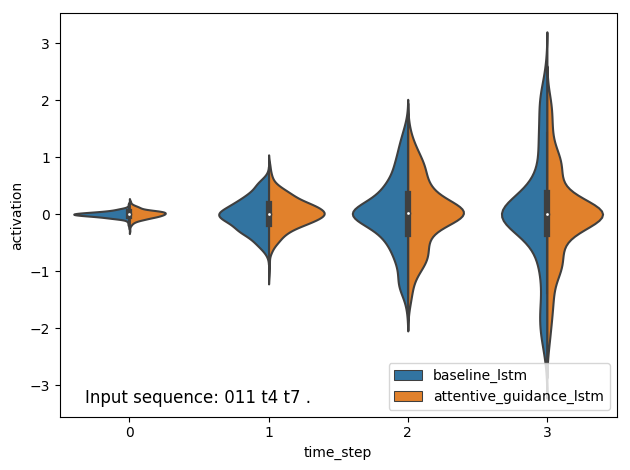 activation
3
2
1
0
−1
−2
−3
Input sequence: 011 t4 t7 .
baseline_lstm
attentive_guidance_lstm
0 1 2 3
time_step